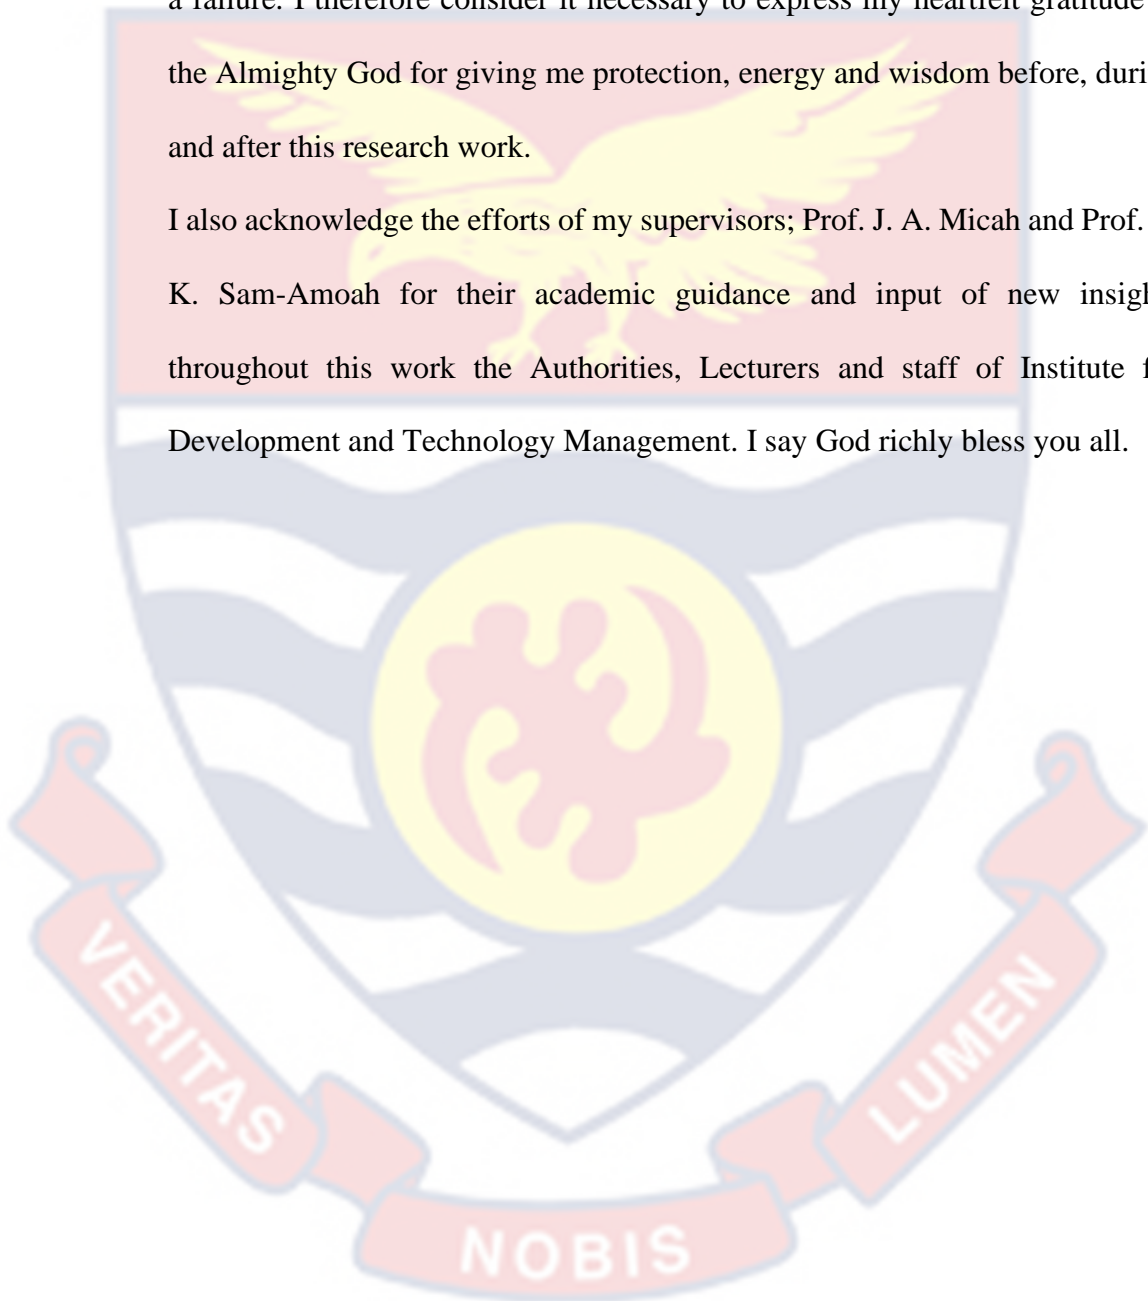 a failure. I therefore consider it necessary to express my heartfelt gratitude
the Almighty God for giving me protection, energy and wisdom before, duri
and after this research work.
I also acknowledge the efforts of my supervisors; Prof. J. A. Micah and Prof.
K. Sam-Amoah for their academic guidance and input of new insigh
throughout this work the Authorities, Lecturers and staff of Institute f
Development and Technology Management. I say God richly bless you all.
VERITAS
NOBIS
LUMEN